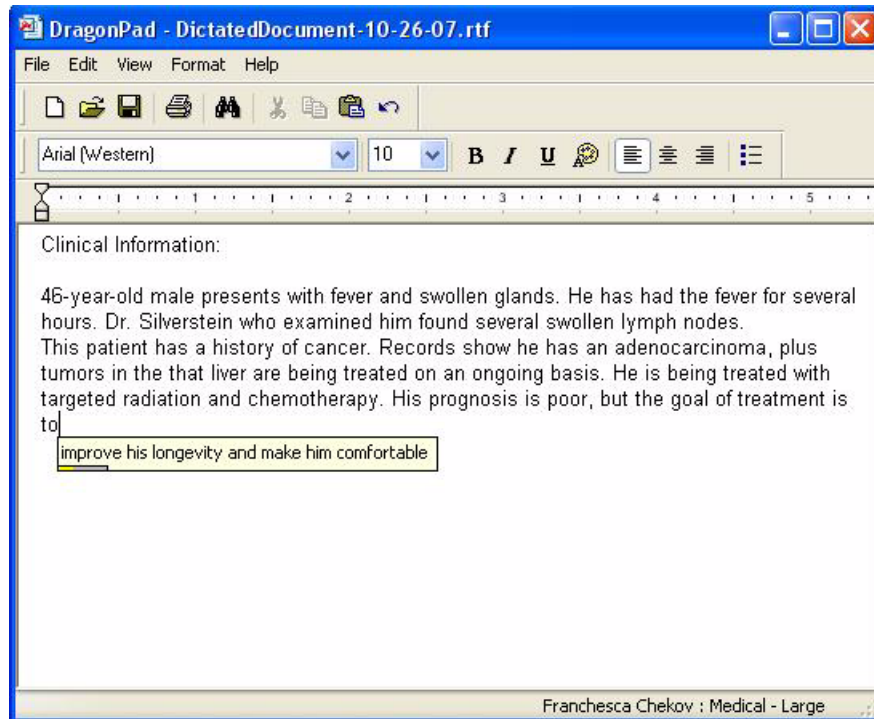 DragonPad - DictatedDocument-10-26-07.rtf
File Edit View Format Help
Arial (Western) 10 B I U A
1 2 3 4 5
Clinical Information:
46-year-old male presents with fever and swollen glands. He has had the fever for several
hours. Dr. Silverstein who examined him found several swollen lymph nodes.
This patient has a history of cancer. Records show he has an adenocarcinoma, plus
tumors in the that liver are being treated on an ongoing basis. He is being treated with
targeted radiation and chemotherapy. His prognosis is poor, but the goal of treatment is
to
improve his longevity and make him comfortable
Franchesca Chekov : Medical - Large